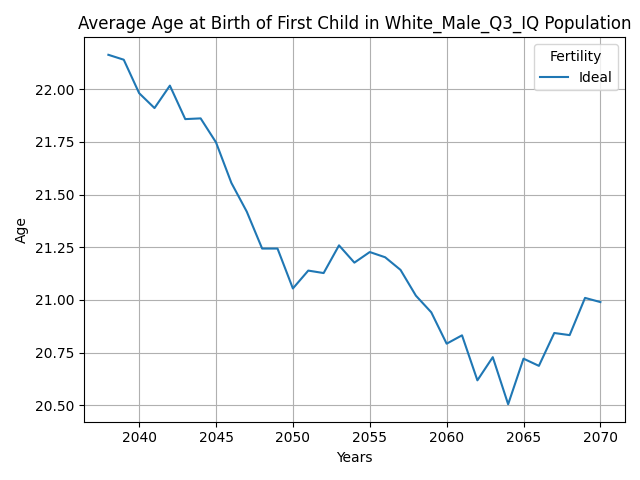 Average Age at Birth of First Child in White_Male_Q3_IQ Population
Fertility
Ideal
Age
22.00
21.75
21.50
21.25
21.00
20.75
20.50
2040 2045 2050 2055 2060 2065 2070
Years